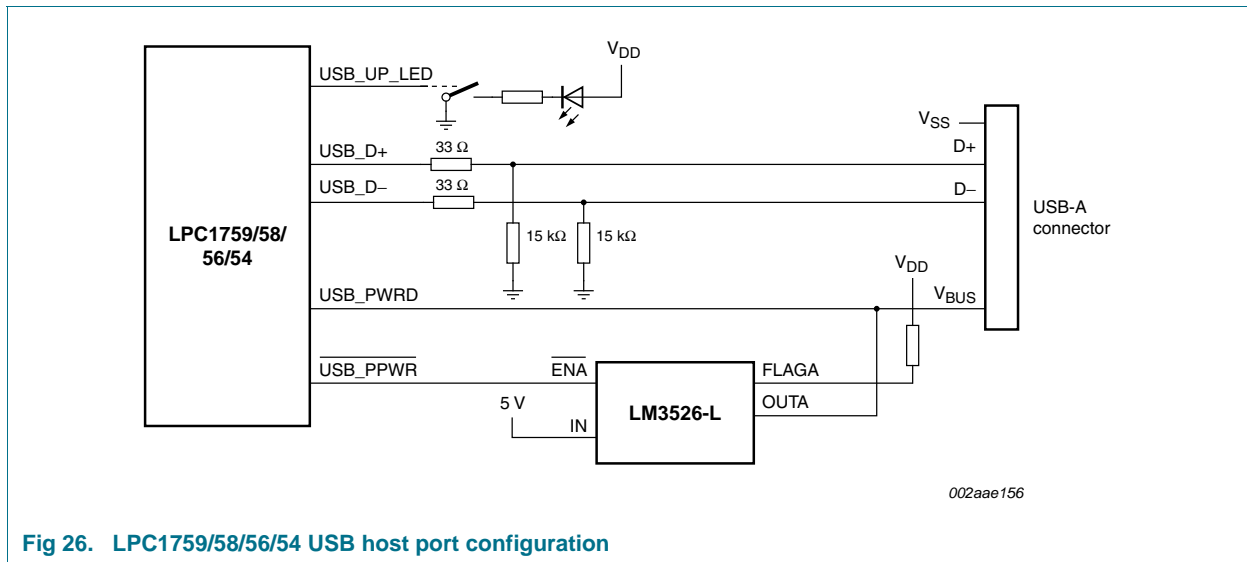 USB_UP_LED
VDD
VSS
USB_D+
33 Ω
D+
USB_D−
33 Ω
D−
LPC1759/58/
56/54
15 kΩ
15 kΩ
USB-A
connector
VDD
USB_PWRD
VBUS
USB_PPWR
ENA
FLAGA
5 V
LM3526-L
OUTA
IN
002aae156
Fig 26. LPC1759/58/56/54 USB host port configuration